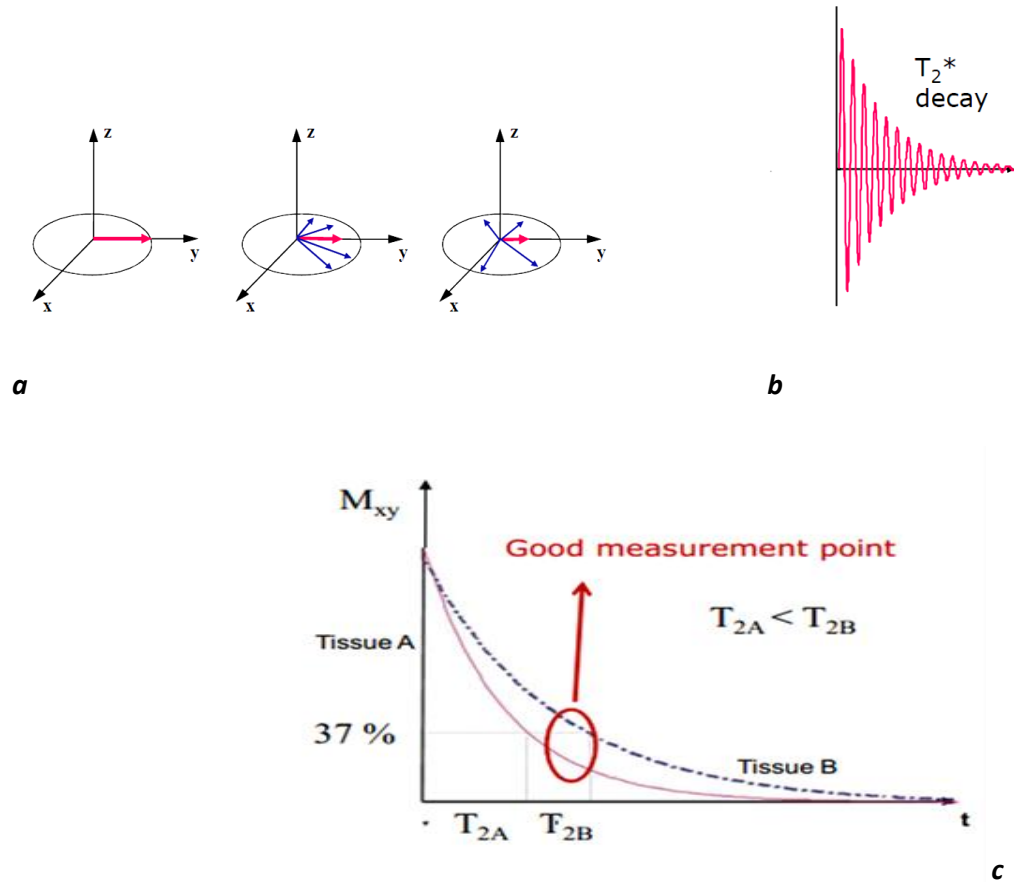 T2*
decay
z
y
x
z
y
x
z
y
x
a
b
Mxy
Good measurement point
T2A < T2B
Tissue A
37 %
Tissue B
T2A T2B
t
c